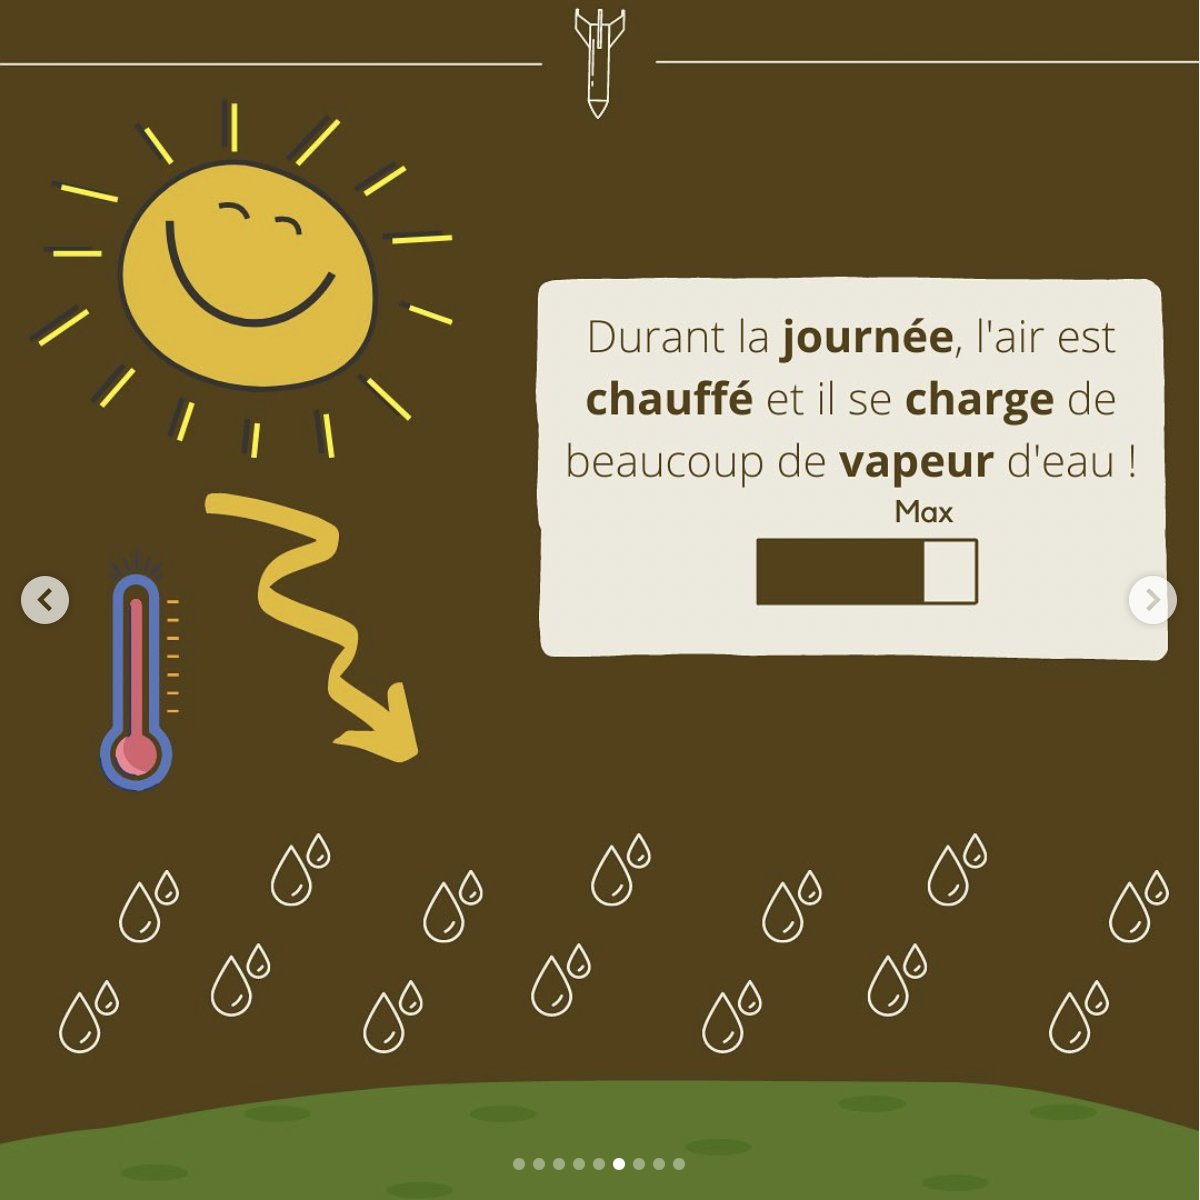 Durant la journée, l'air est
chauffé et il se charge de
beaucoup de vapeur d'eau !
Max